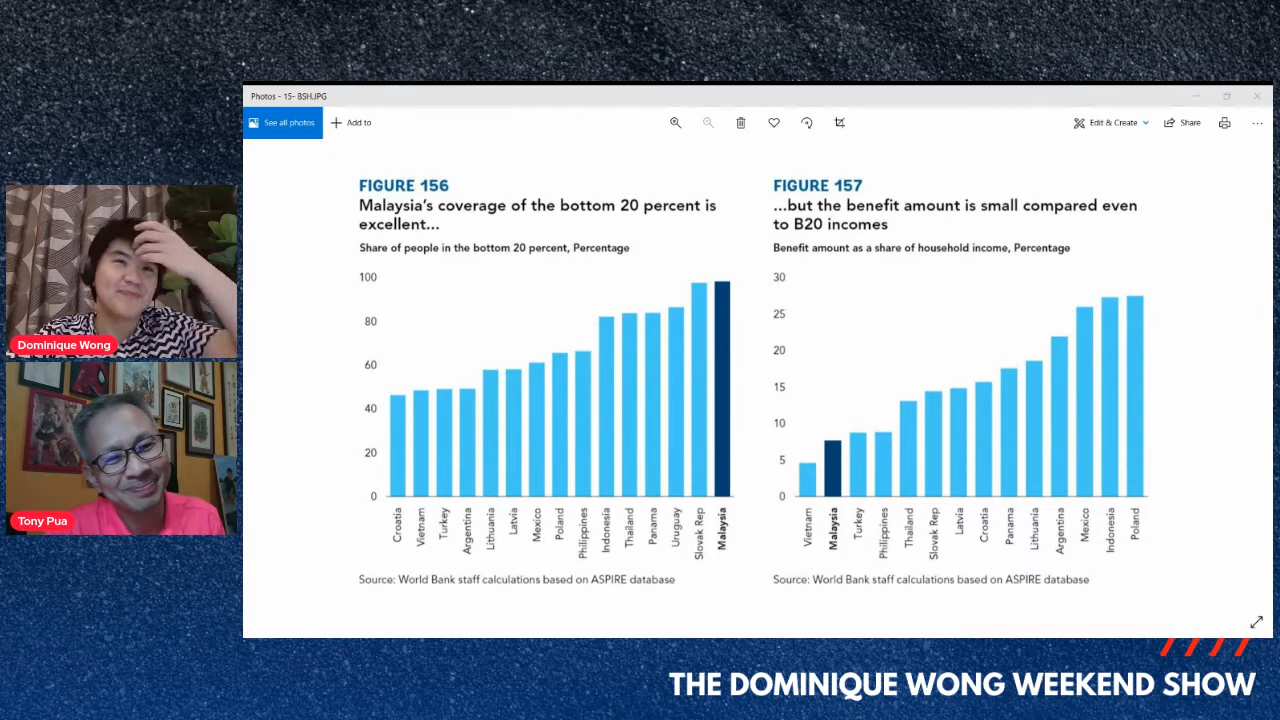 Photos - 15- BSH.JPG
See all photos
Add to
Edit & Create
Share
FIGURE 156
Malaysia's coverage of the bottom 20 percent is
excellent...
Share of people in the bottom 20 percent, Percentage
100
80
60
40
20
0
Croatia
Vietnam
Turkey
Argentina
Lithuania
Latvia
Mexico
Poland
Philippines
Indonesia
Thailand
Panama
Uruguay
Slovak Rep
Malaysia
Source: World Bank staff calculations based on ASPIRE database
FIGURE 157
...but the benefit amount is small compared even
to B20 incomes
Benefit amount as a share of household income, Percentage
30
25
20
15
10
5
0
Vietnam
Malaysia
Turkey
Philippines
Thailand
Slovak Rep
Latvia
Croatia
Panama
Lithuania
Argentina
Mexico
Indonesia
Poland
Source: World Bank staff calculations based on ASPIRE database
Dominique Wong
Tony Pua
THE DOMINIQUE WONG WEEKEND SHOW